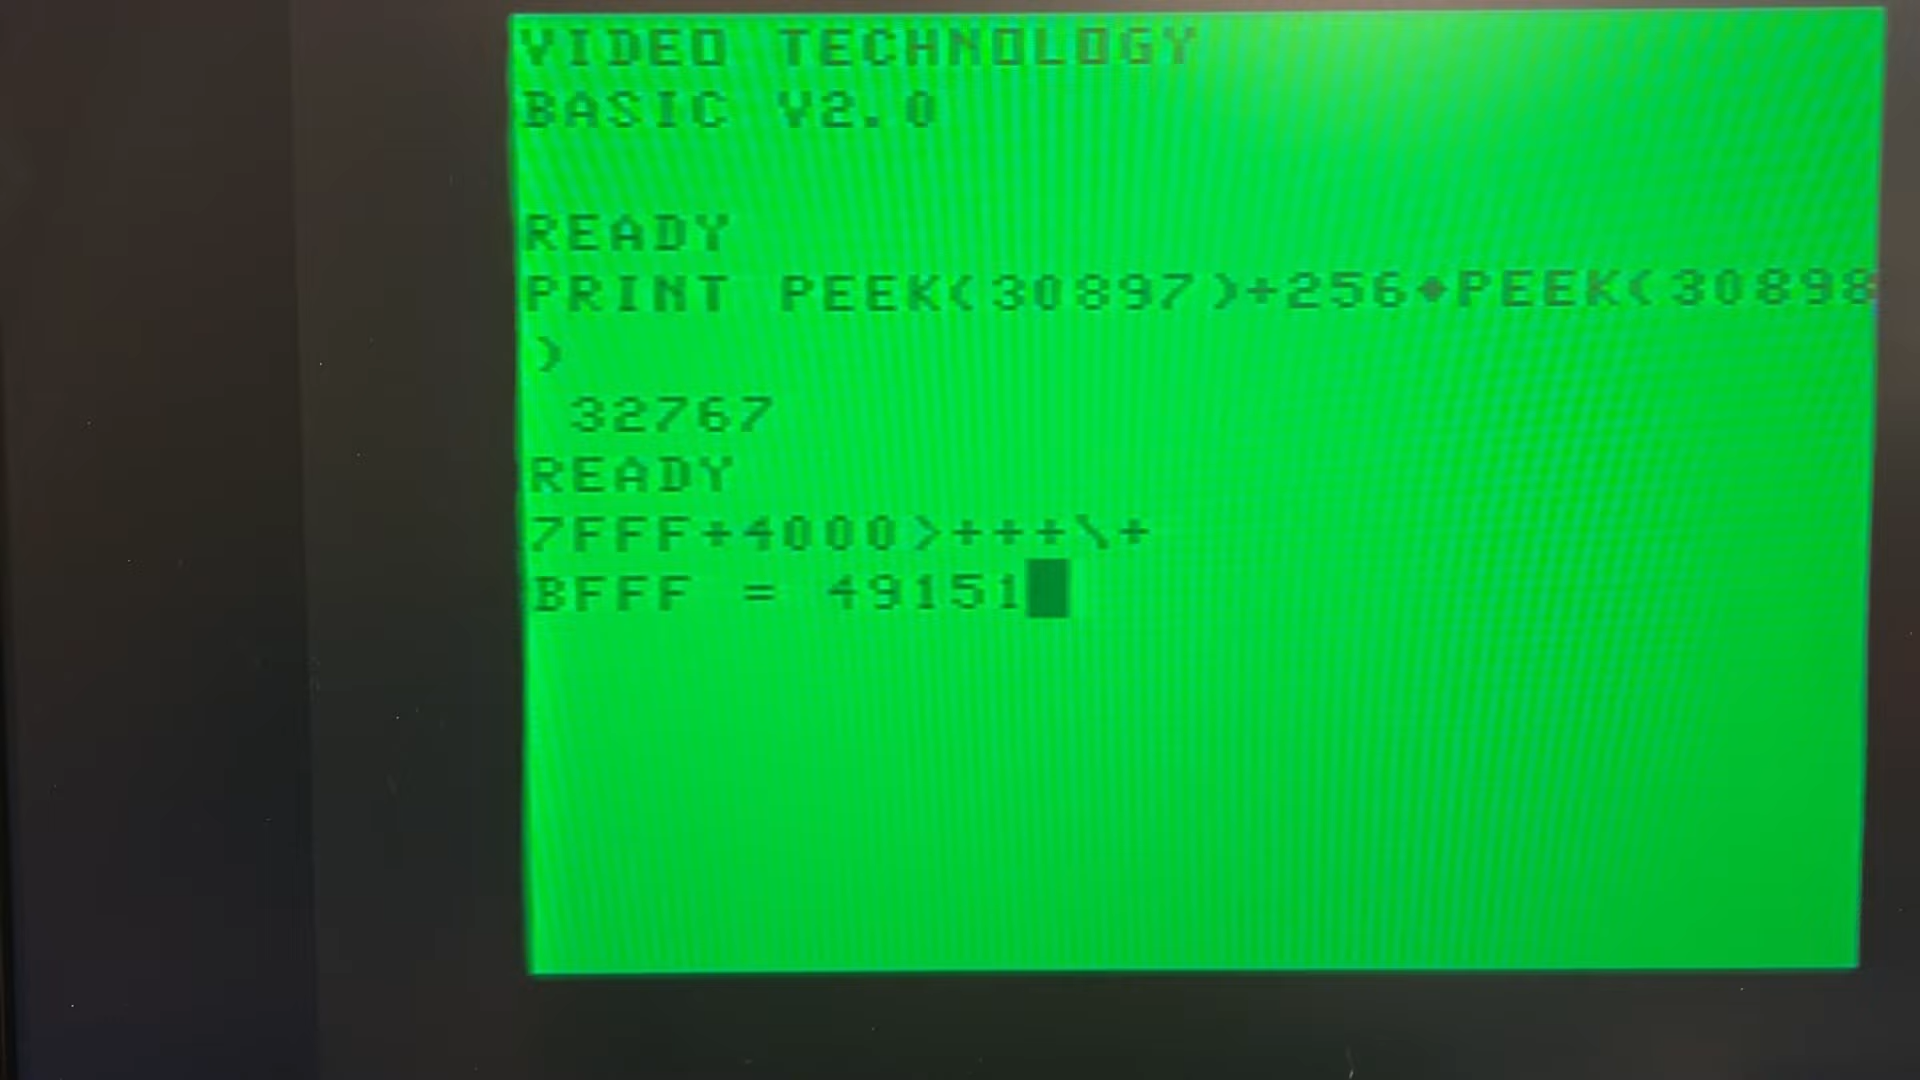 VIDEO TECHNOLOGY
BASIC V2.0
READY
PRINT PEEK(30897)+256*PEEK(30898
)
32767
READY
7FFF+4000>+++\+
BFFF = 49151